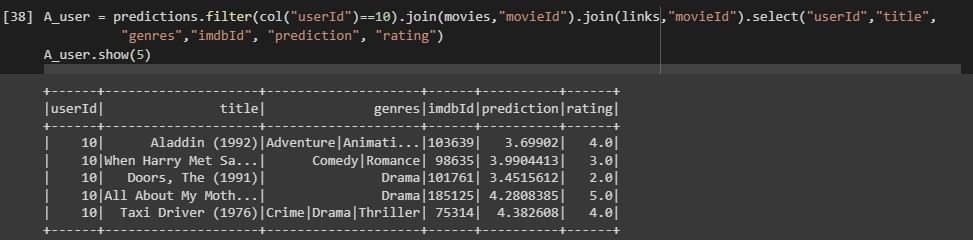 [38] A_user = predictions.filter(col("userId")==10).join(movies,"movieId").join(links,"movieId").select("userId","title",
"genres","imdbId", "prediction", "rating")
A_user.show(5)
+------+--------------------+--------------------+------+----------+------+
|userId|               title|              genres|imdbId|prediction|rating|
+------+--------------------+--------------------+------+----------+------+
|    10|      Aladdin (1992)|Adventure|Animati...|103639|   3.69902|   4.0|
|    10|When Harry Met Sa...|      Comedy|Romance| 98635| 3.9904413|   3.0|
|    10|   Doors, The (1991)|               Drama|101761| 3.4515612|   2.0|
|    10|All About My Moth...|               Drama|185125| 4.2808385|   5.0|
|    10|  Taxi Driver (1976)|Crime|Drama|Thriller| 75314|  4.382608|   4.0|
+------+--------------------+--------------------+------+----------+------+